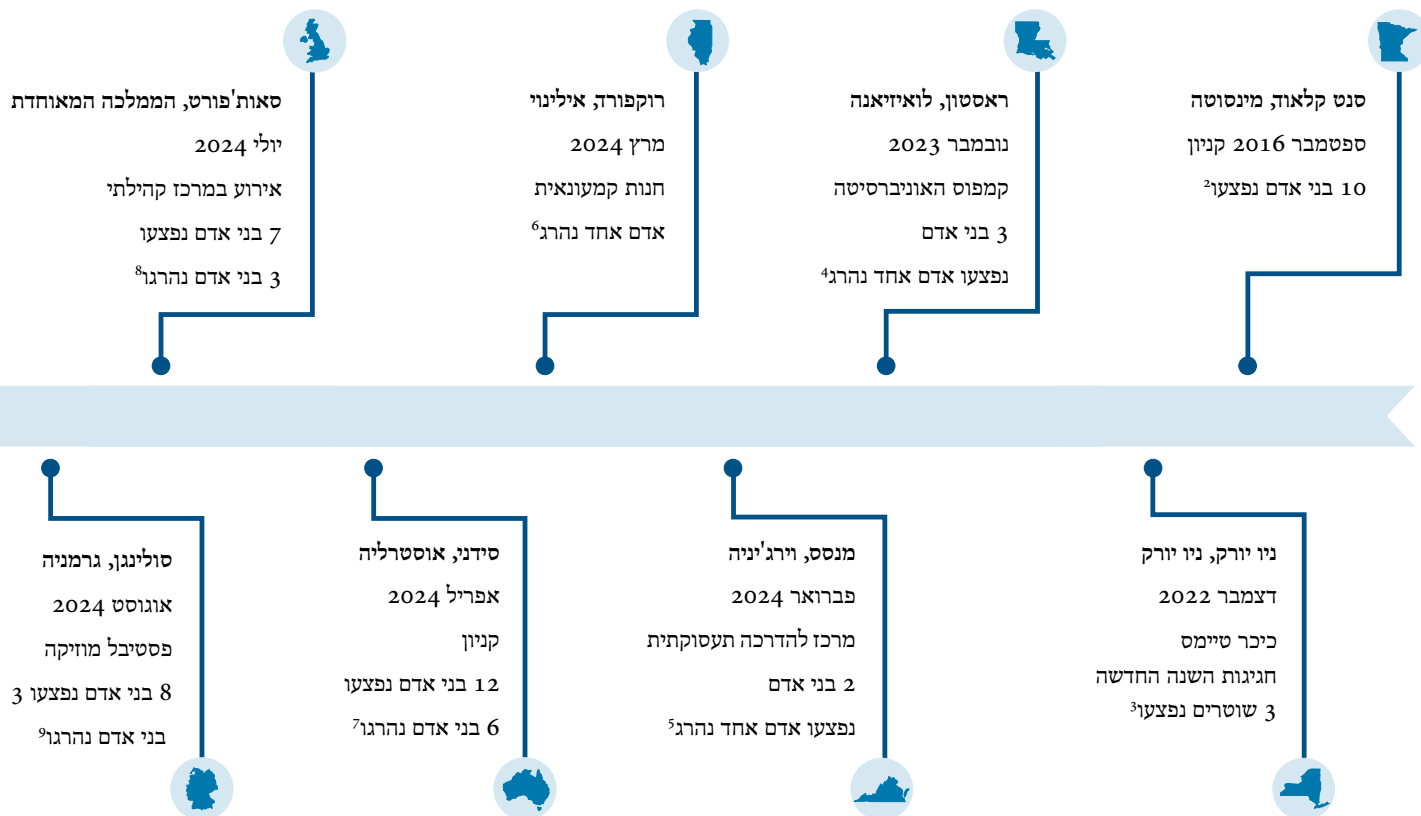 סנט קלאוד, מינסוטה
ספטמבר 2016 קניון
10 בני אדם נפצעו²
ראסטון, לואיזיאנה
נובמבר 2023
קמפוס האוניברסיטה
3 בני אדם
נפצעו אדם אחד נהרג⁴
רוקפורד, אילינוי
מרץ 2024
חנות קמעונאית
אדם אחד נהרג⁶
סאות'פורט, הממלכה המאוחדת
יולי 2024
אירוע במרכז קהילתי
7 בני אדם נפצעו
3 בני אדם נהרגו⁸
ניו יורק, ניו יורק
דצמבר 2022
כיכר טיימס
חגיגות השנה החדשה
3 שוטרים נפצעו³
מנסס, וירג'יניה
פברואר 2024
מרכז להדרכה תעסוקתית
2 בני אדם
נפצעו אדם אחד נהרג⁵
סידני, אוסטרליה
אפריל 2024
קניון
12 בני אדם נפצעו
6 בני אדם נהרגו⁷
סולינגן, גרמניה
אוגוסט 2024
פסטיבל מוזיקה
8 בני אדם נפצעו 3
בני אדם נהרגו⁹